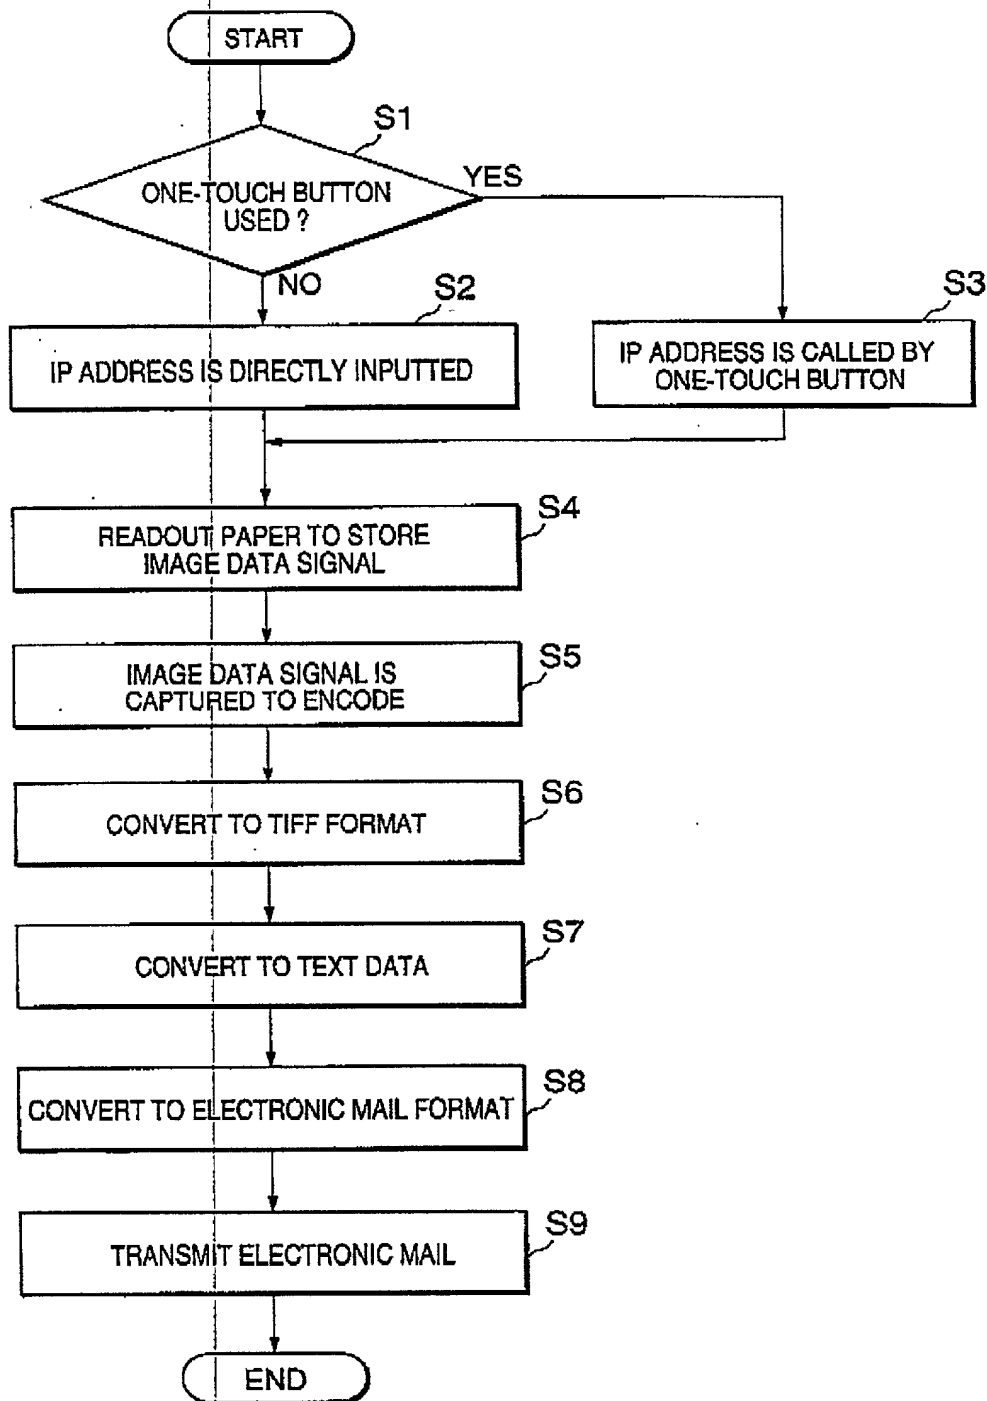 START
S1
ONE-TOUCH BUTTON
USED ?
YES
NO
S2
IP ADDRESS IS DIRECTLY INPUTTED
S3
IP ADDRESS IS CALLED BY
ONE-TOUCH BUTTON
S4
READOUT PAPER TO STORE
IMAGE DATA SIGNAL
S5
IMAGE DATA SIGNAL IS
CAPTURED TO ENCODE
S6
CONVERT TO TIFF FORMAT
S7
CONVERT TO TEXT DATA
S8
CONVERT TO ELECTRONIC MAIL FORMAT
S9
TRANSMIT ELECTRONIC MAIL
END